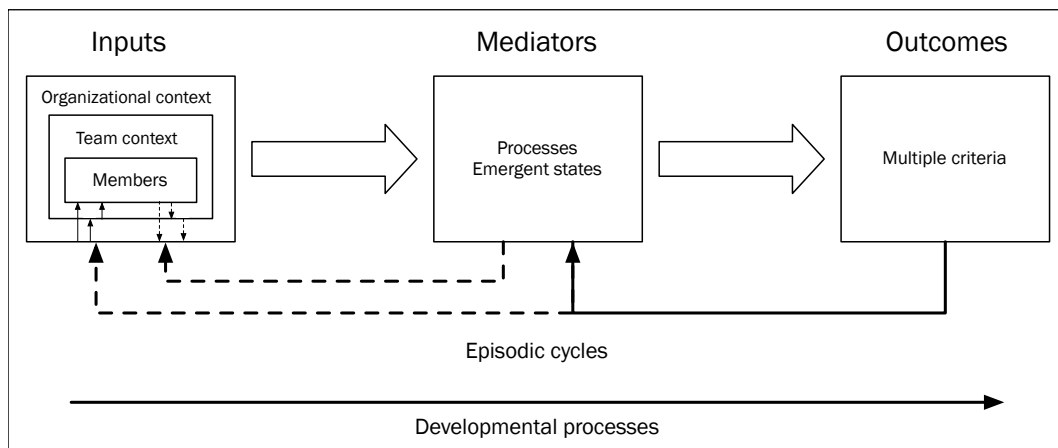 Inputs
Mediators
Outcomes
Organizational context
Team context
Members
Processes
Emergent states
Multiple criteria
Episodic cycles
Developmental processes